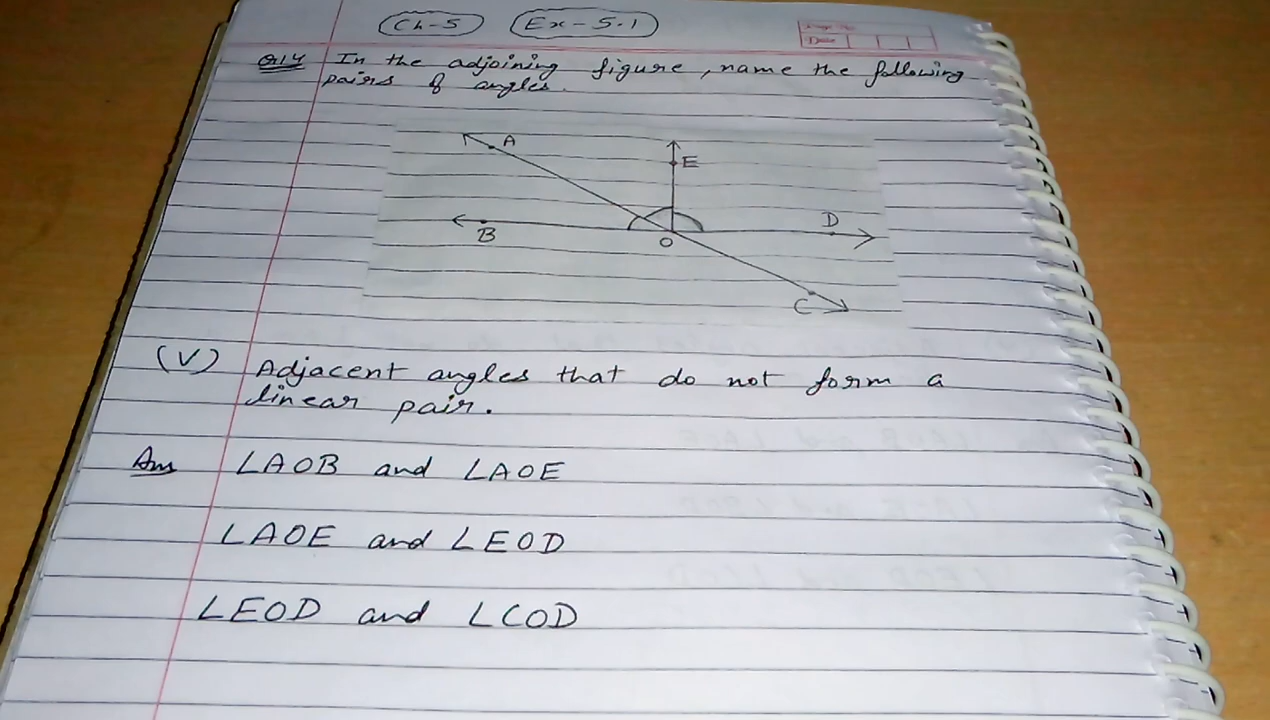 Ch-5 Ex-5.1
Date
Q14 In the adjoining figure, name the following
pairs of angles.
A
E
B
D
O
C
(V) Adjacent angles that do not form a
linear pair.
Ans ∠AOB and ∠AOE
∠AOE and ∠EOD
∠EOD and ∠COD